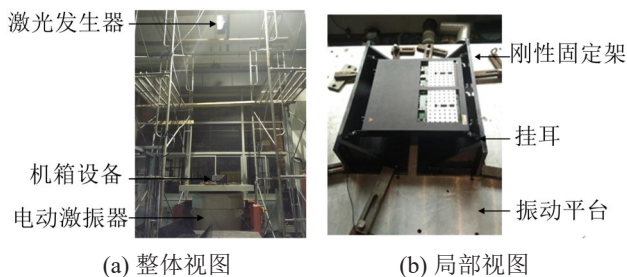 激光发生器
机箱设备
电动激振器
刚性固定架
挂耳
振动平台
(a) 整体视图
(b) 局部视图